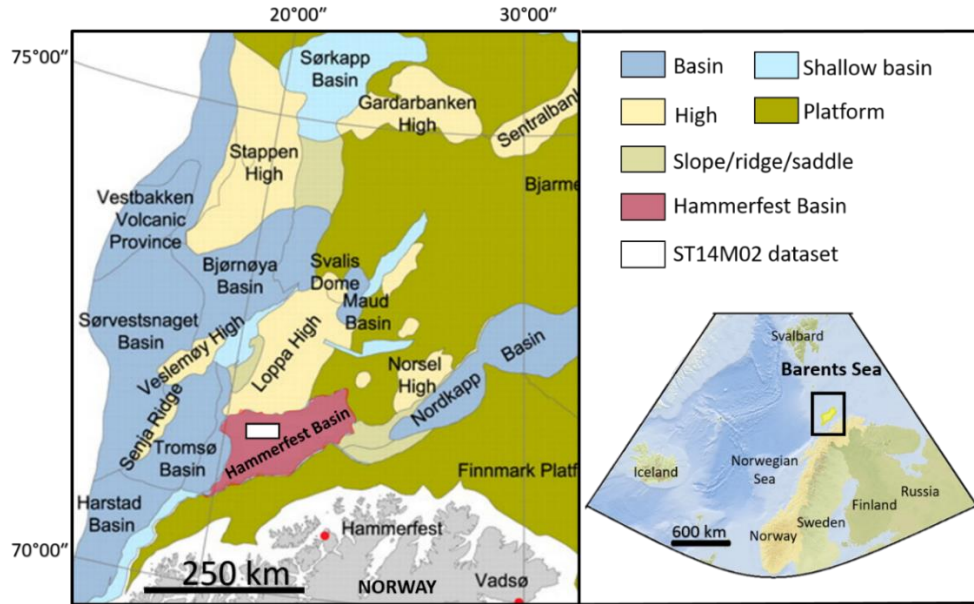 20°00″
30°00″
75°00″
70°00″
Sørkapp
Basin
Gardarbanken
High
Sentralbank
Stappen
High
Bjarme
Vestbakken
Volcanic
Province
Bjørnøya
Basin
Svalis
Dome
Maud
Basin
Sørvestsnaget
Basin
Veslemøy High
Loppa High
Norsel
High
Nordkapp
Basin
Senja Ridge
Tromsø
Basin
Hammerfest Basin
Harstad
Basin
Finnmark Platf
Hammerfest
250 km
NORWAY
Vadsø
Basin
Shallow basin
High
Platform
Slope/ridge/saddle
Hammerfest Basin
ST14M02 dataset
Svalbard
Barents Sea
Iceland
Norwegian
Sea
Russia
Finland
Sweden
Norway
600 km